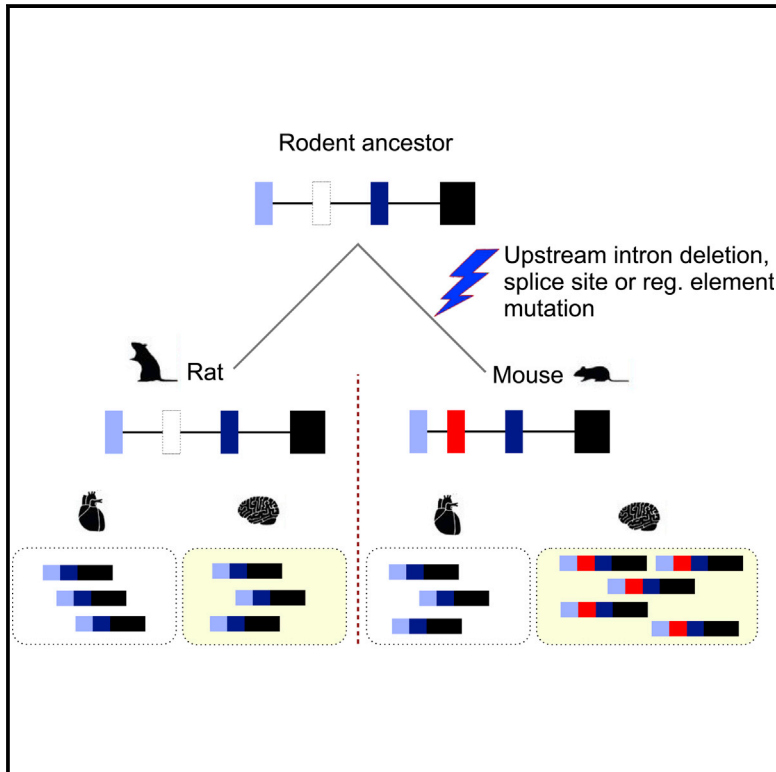 Rodent ancestor
Upstream intron deletion,
splice site or reg. element
mutation
Rat
Mouse